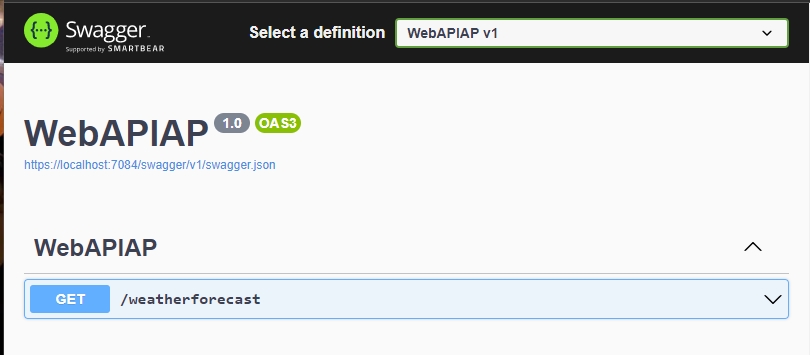 {...} Swagger.
Supported by SMARTBEAR
Select a definition
WebAPIAP v1
WebAPIAP 1.0 OAS3
https://localhost:7084/swagger/v1/swagger.json
WebAPIAP
GET /weatherforecast